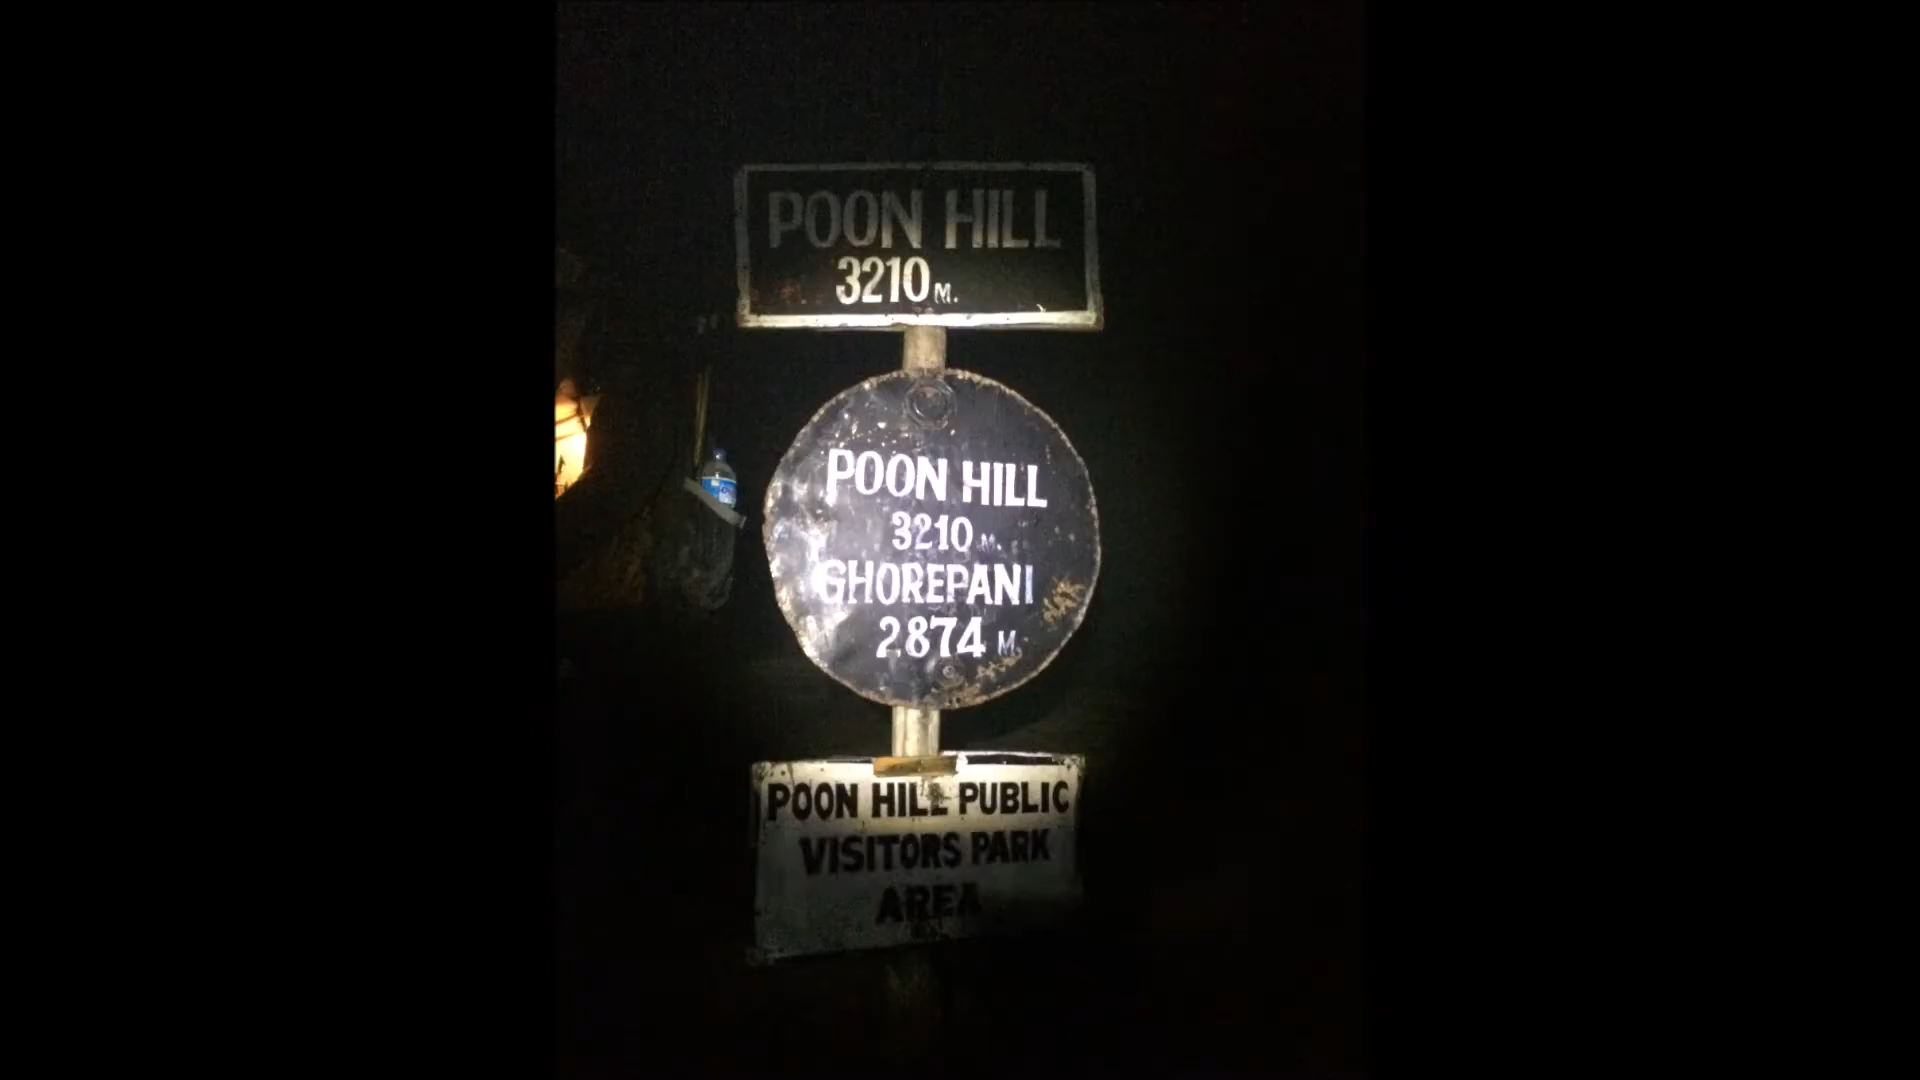 POON HILL
3210 M.
POON HILL
3210 M.
GHOREPANI
2874 M.
POON HILL PUBLIC
VISITORS PARK
AREA